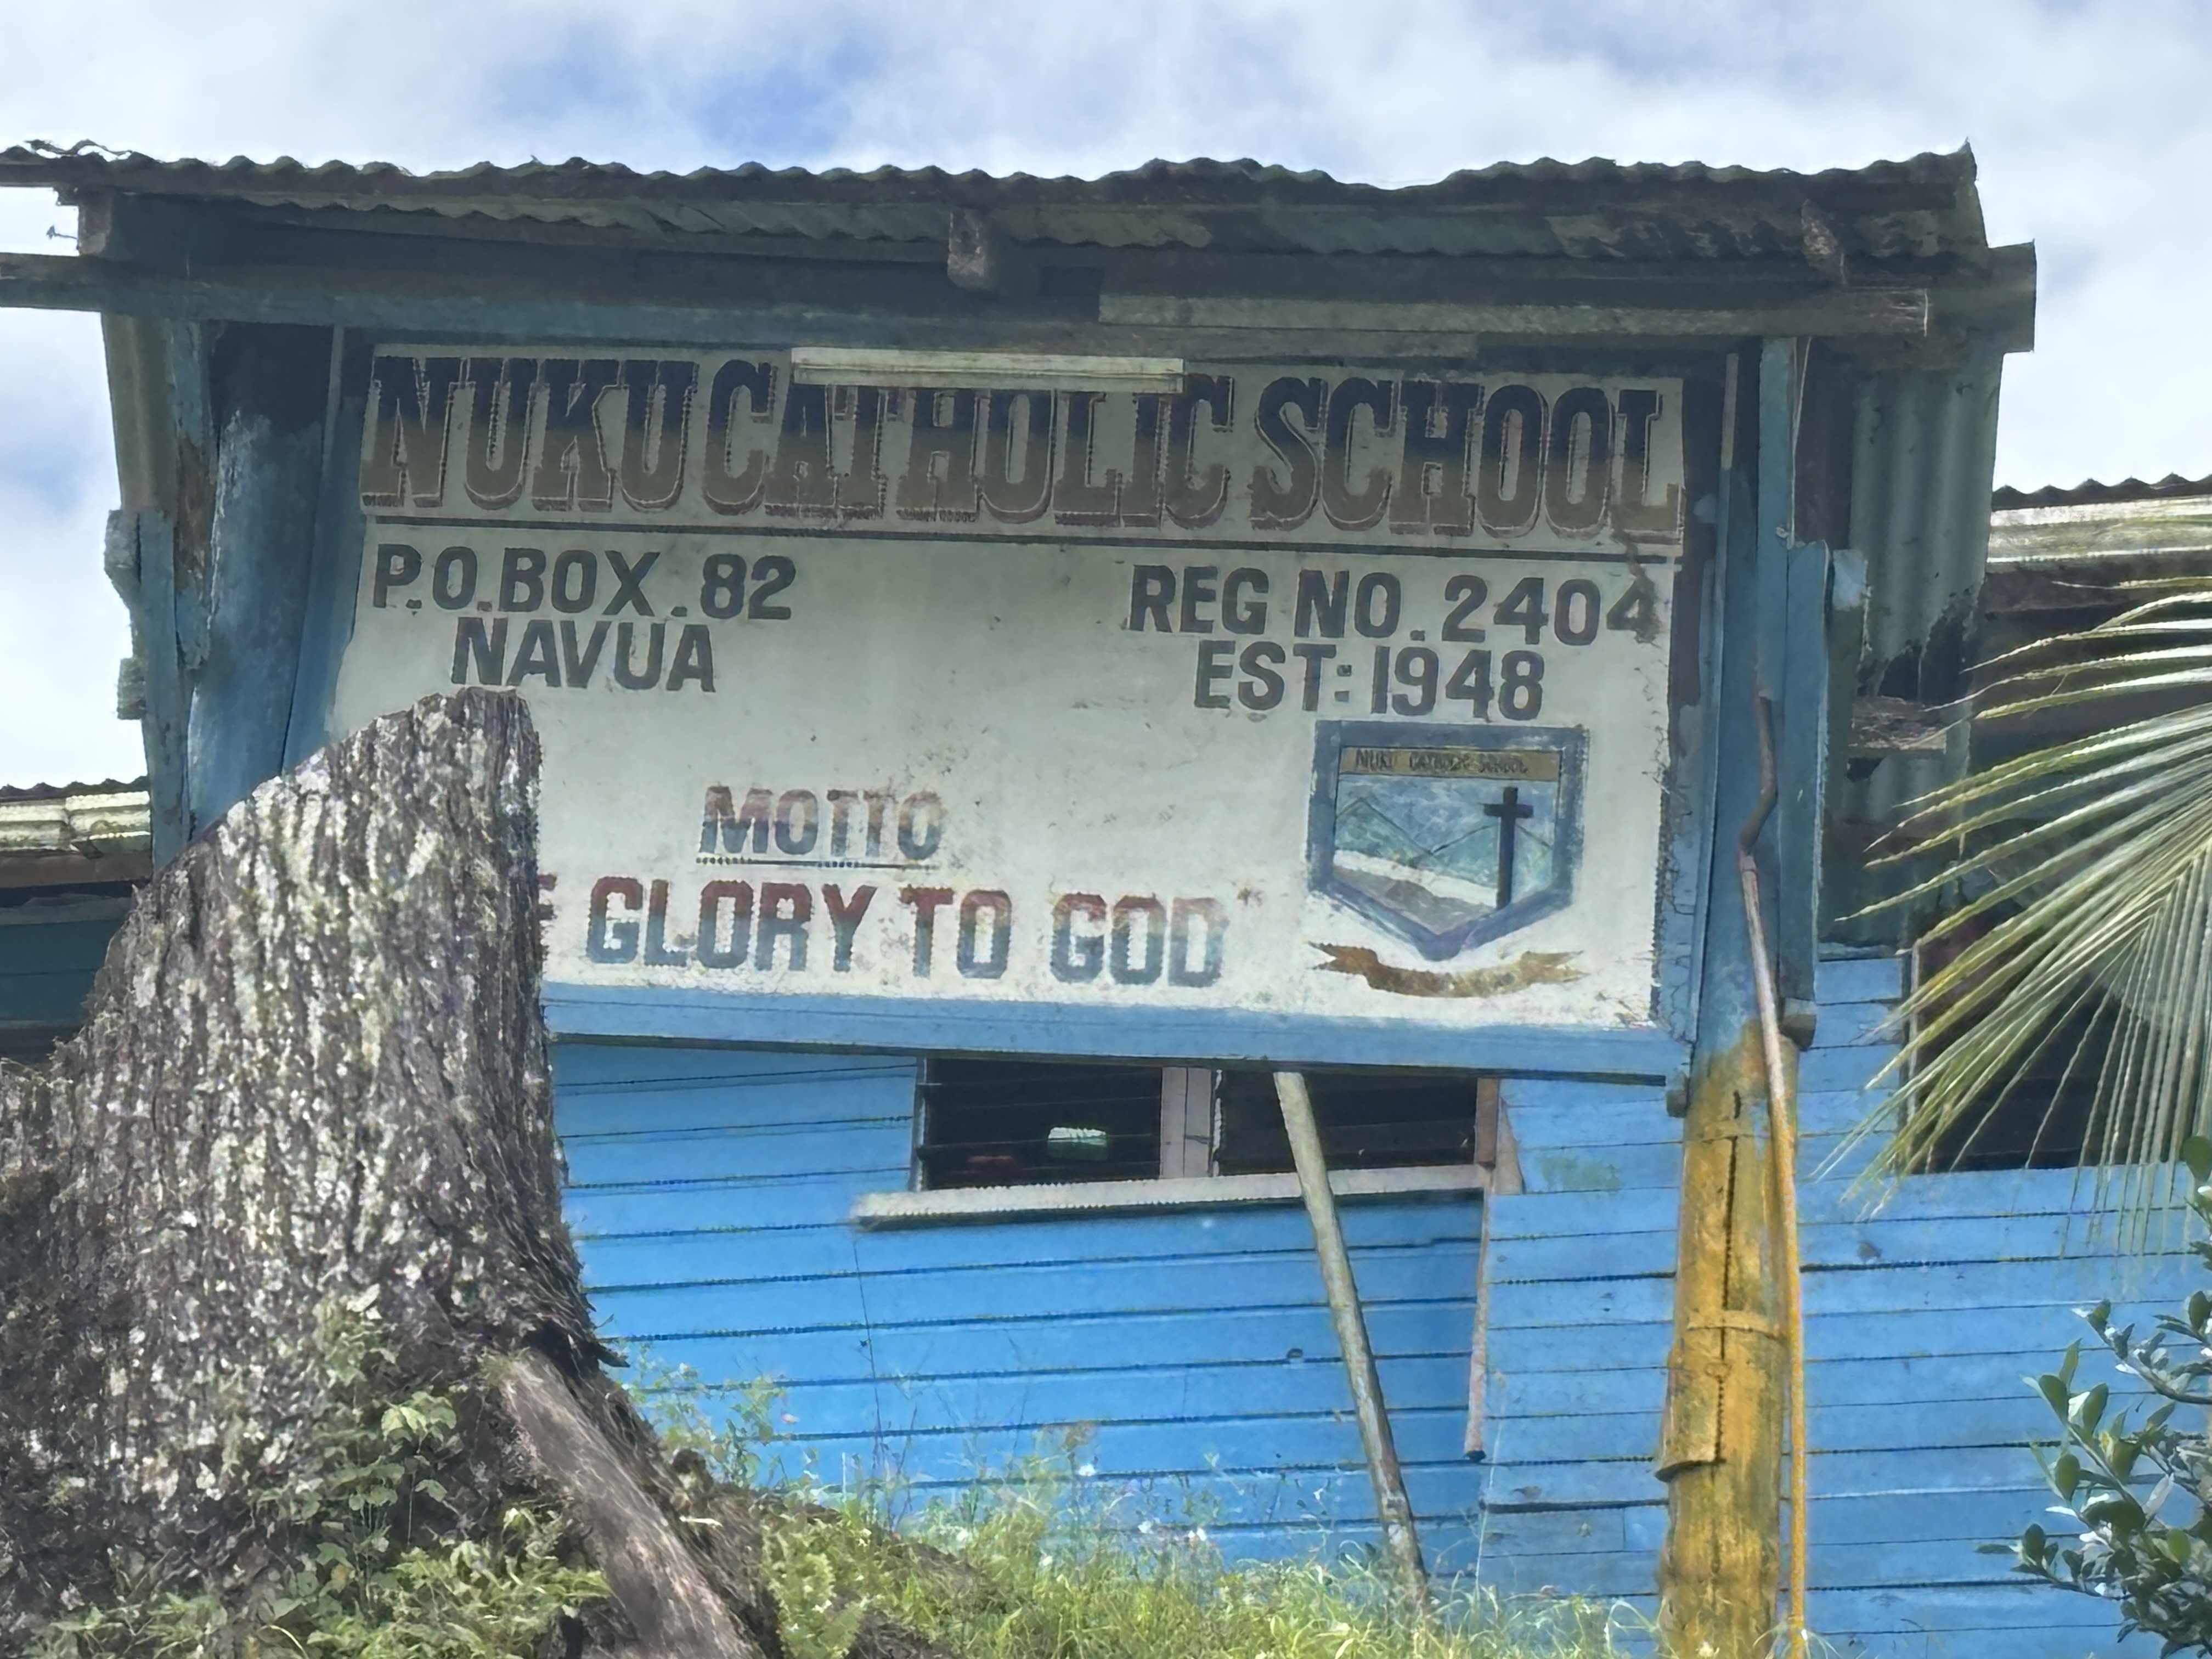 NUKU CATHOLIC SCHOOL
P.O.BOX.82
NAVUA
REG NO.2404
EST: 1948
NUKU CATHOLIC SCHOOL
MOTTO
GLORY TO GOD"